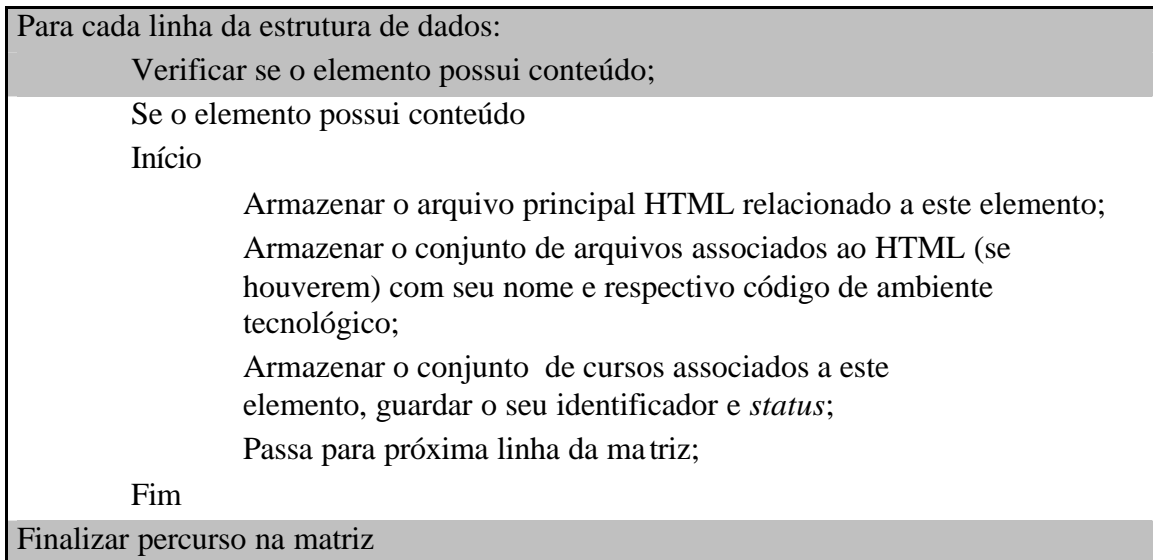 Para cada linha da estrutura de dados:
Verificar se o elemento possui conteúdo;
Se o elemento possui conteúdo
Início
Armazenar o arquivo principal HTML relacionado a este elemento;
Armazenar o conjunto de arquivos associados ao HTML (se
houverem) com seu nome e respectivo código de ambiente
tecnológico;
Armazenar o conjunto  de cursos associados a este
elemento, guardar o seu identificador e status;
Passa para próxima linha da ma triz;
Fim
Finalizar percurso na matriz